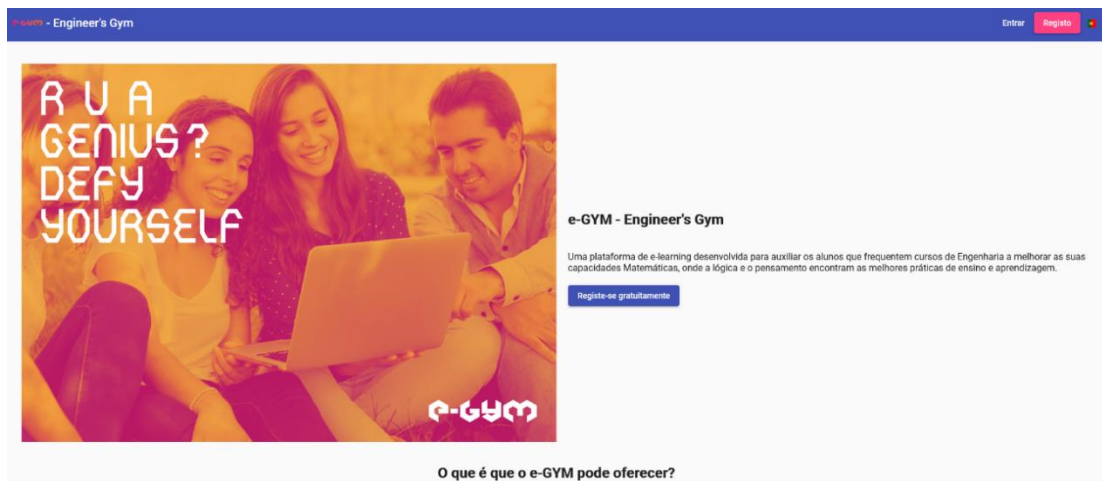 e-GYM - Engineer's Gym
Entrar
Registo
R U A
GENIUS?
DEFY
YOURSELF
e-GYM
e-GYM - Engineer's Gym
Uma plataforma de e-learning desenvolvida para auxiliar os alunos que frequentem cursos de Engenharia a melhorar as suas
capacidades Matemáticas, onde a lógica e o pensamento encontram as melhores práticas de ensino e aprendizagem.
Registe-se gratuitamente
O que é que o e-GYM pode oferecer?